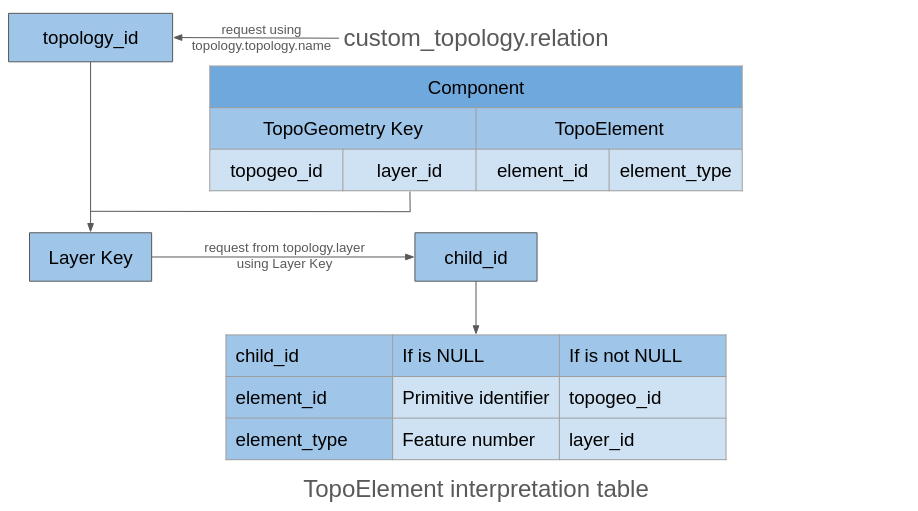 topology_id
request using
topology.topology.name
custom_topology.relation
Component
TopoGeometry Key
TopoElement
topogeo_id
layer_id
element_id
element_type
Layer Key
request from topology.layer
using Layer Key
child_id
child_id
If is NULL
If is not NULL
element_id
Primitive identifier
topogeo_id
element_type
Feature number
layer_id
TopoElement interpretation table